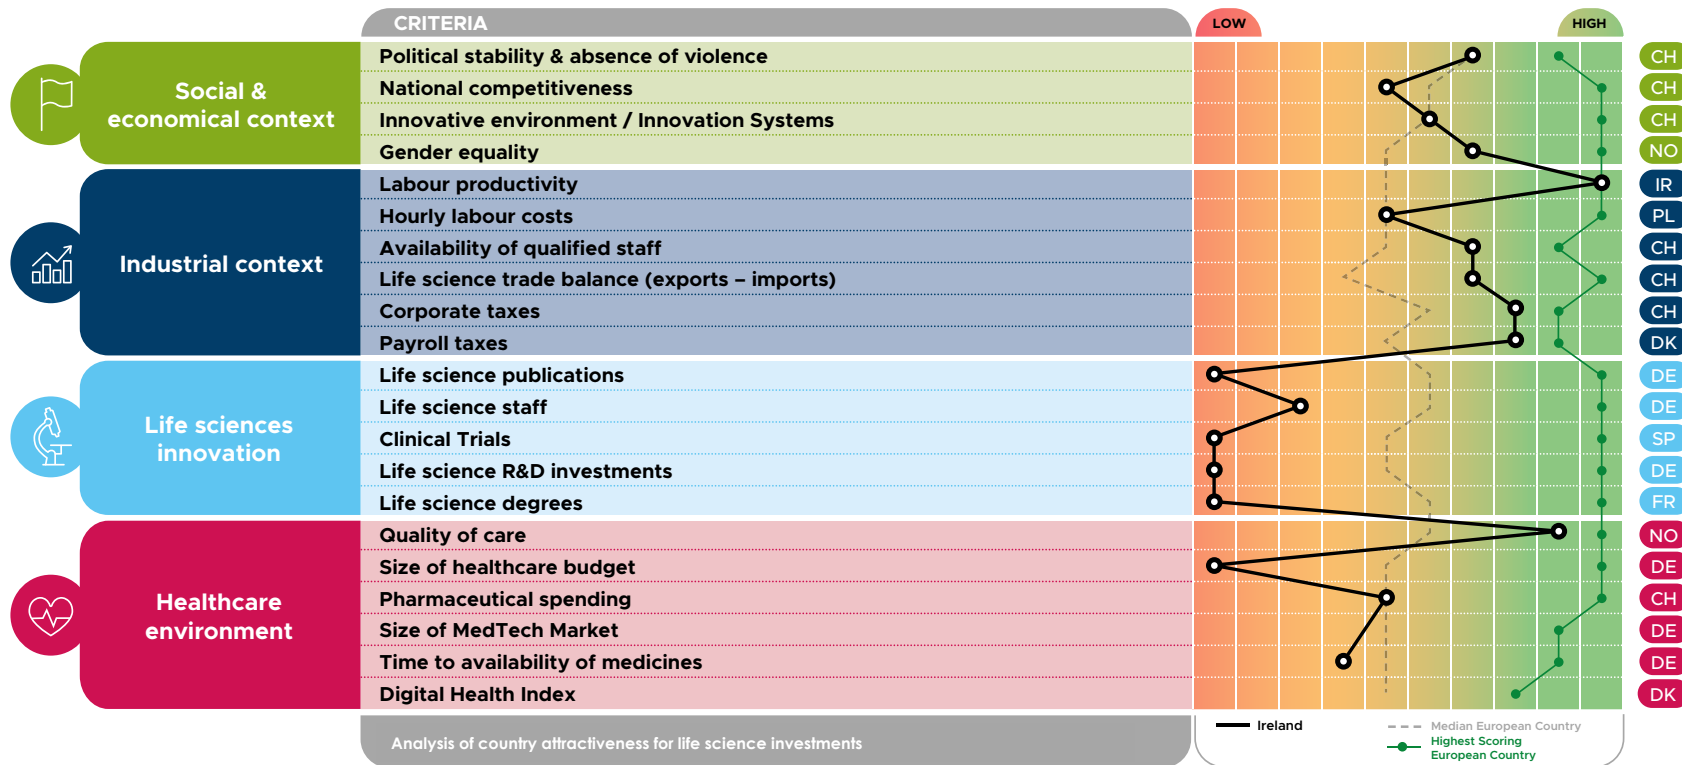 CRITERIA
LOW
HIGH
Social &
economical context
Political stability & absence of violence
CH
National competitiveness
CH
Innovative environment / Innovation Systems
CH
Gender equality
NO
Industrial context
Labour productivity
IR
Hourly labour costs
PL
Availability of qualified staff
CH
Life science trade balance (exports – imports)
CH
Corporate taxes
CH
Payroll taxes
DK
Life sciences
innovation
Life science publications
DE
Life science staff
DE
Clinical Trials
SP
Life science R&D investments
DE
Life science degrees
FR
Healthcare
environment
Quality of care
NO
Size of healthcare budget
DE
Pharmaceutical spending
CH
Size of MedTech Market
DE
Time to availability of medicines
DE
Digital Health Index
DK
Analysis of country attractiveness for life science investments
Ireland
Median European Country
Highest Scoring
European Country